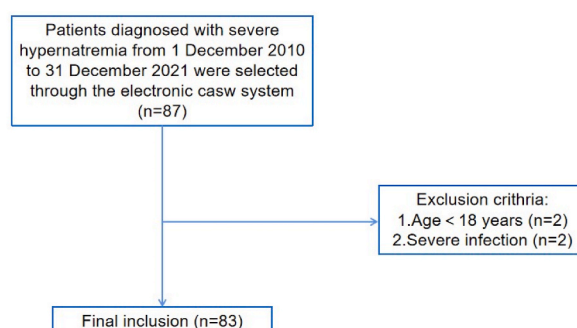 Patients diagnosed with severe
hypernatremia from 1 December 2010
to 31 December 2021 were selected
through the electronic casw system
(n=87)
Exclusion crithria:
1.Age < 18 years (n=2)
2.Severe infection (n=2)
Final inclusion (n=83)